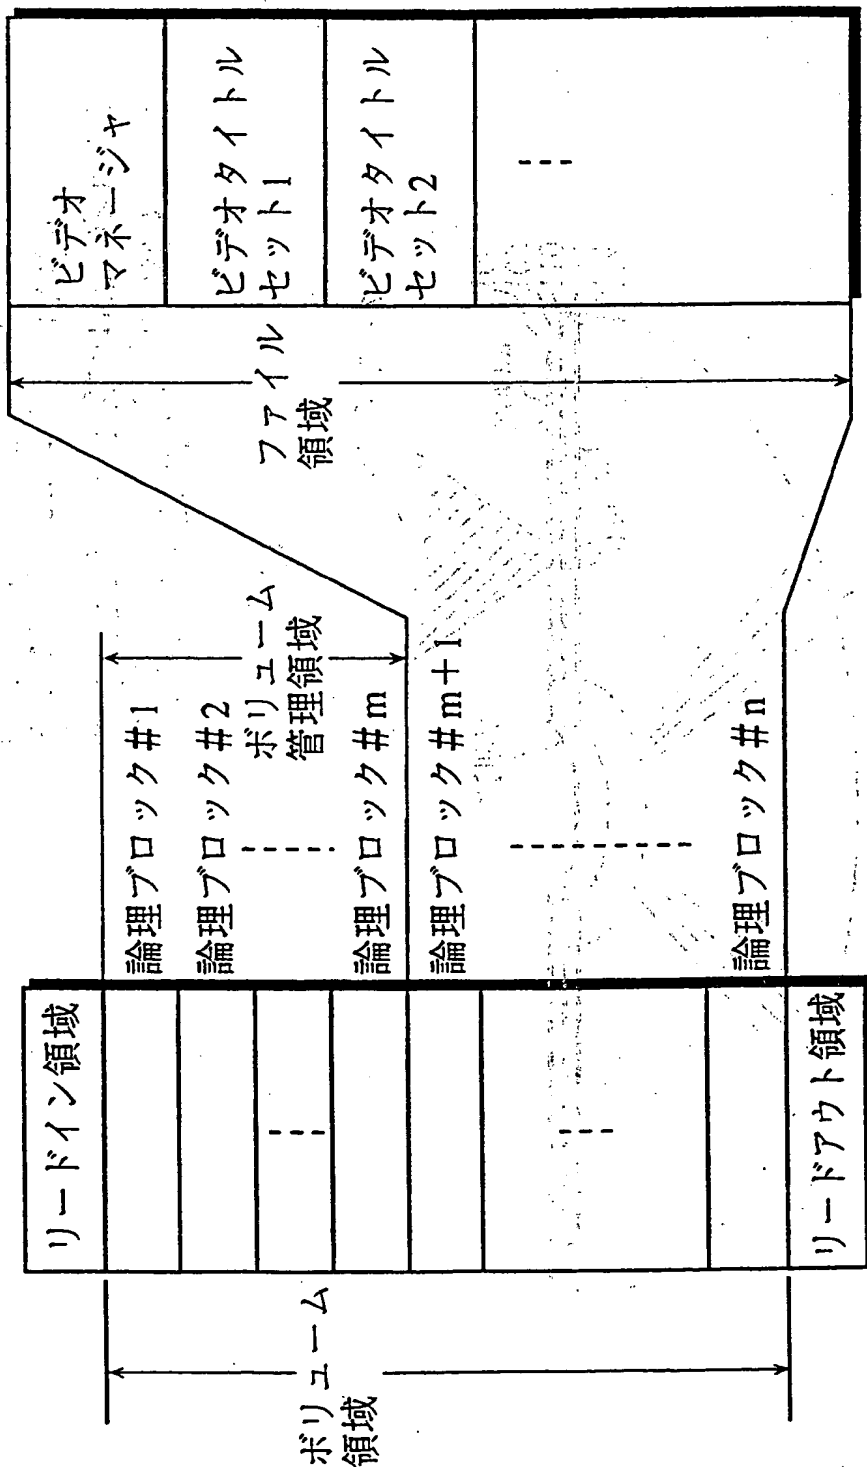 リードイン領域
リードアウト領域
ボリューム
領域
論理ブロック#1
論理ブロック#2
論理ブロック#m
論理ブロック#m+1
論理ブロック#n
ボリューム
管理領域
ファイル
領域
ビデオ
マネージャ
ビデオタイトル
セット1
ビデオタイトル
セット2